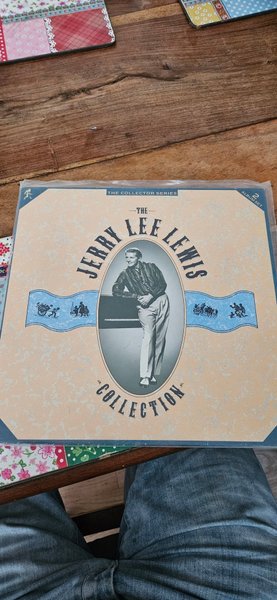 THE COLLECTOR SERIES
THE
JERRY LEE LEWIS
COLLECTION